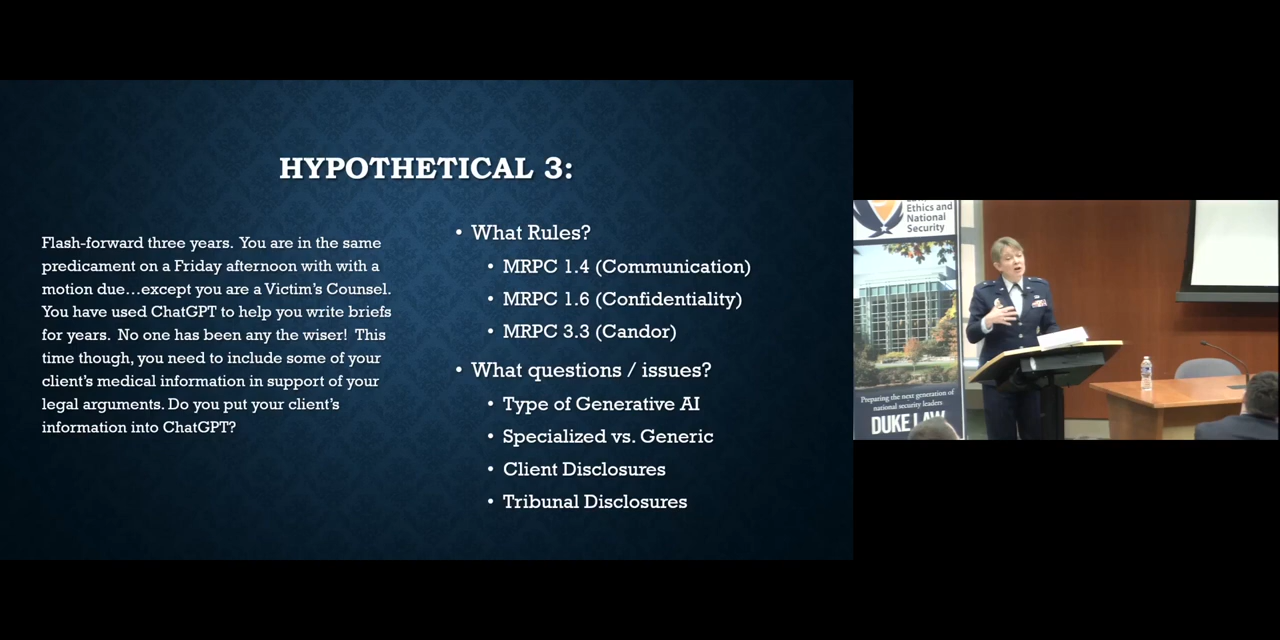 HYPOTHETICAL 3:
Flash-forward three years. You are in the same
predicament on a Friday afternoon with with a
motion due...except you are a Victim's Counsel.
You have used ChatGPT to help you write briefs
for years. No one has been any the wiser! This
time though, you need to include some of your
client's medical information in support of your
legal arguments. Do you put your client's
information into ChatGPT?
• What Rules?
• MRPC 1.4 (Communication)
• MRPC 1.6 (Confidentiality)
• MRPC 3.3 (Candor)
• What questions / issues?
• Type of Generative AI
• Specialized vs. Generic
• Client Disclosures
• Tribunal Disclosures
Ethics and
National
Security
Preparing the next generation of
national security leaders
DUKE LAW